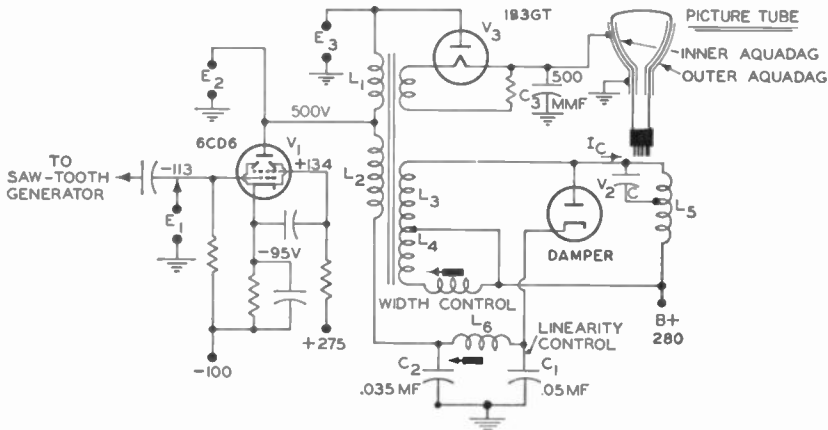 1B3GT
PICTURE TUBE
E3
V3
INNER AQUADAG
OUTER AQUADAG
E2
L1
500
C3
MMF
500V
6CD6
V1
TO
SAW-TOOTH
GENERATOR
-113
+134
L2
IC
L3
V2
C
L5
E1
L4
-95V
DAMPER
WIDTH CONTROL
B+
280
L6
LINEARITY
CONTROL
+275
-100
C2
.035 MF
C1
.05 MF